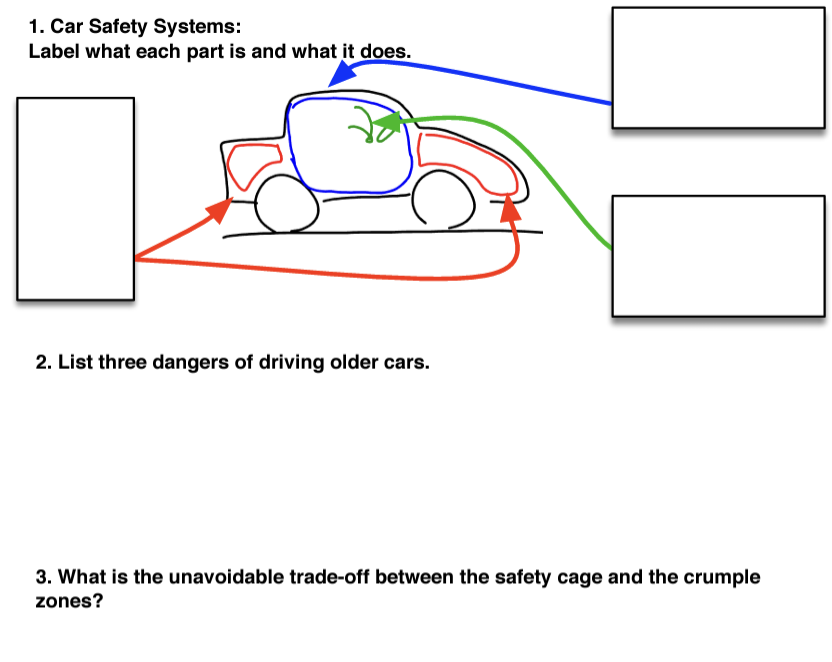 1. Car Safety Systems:
Label what each part is and what it does.
2. List three dangers of driving older cars.
3. What is the unavoidable trade-off between the safety cage and the crumple
zones?